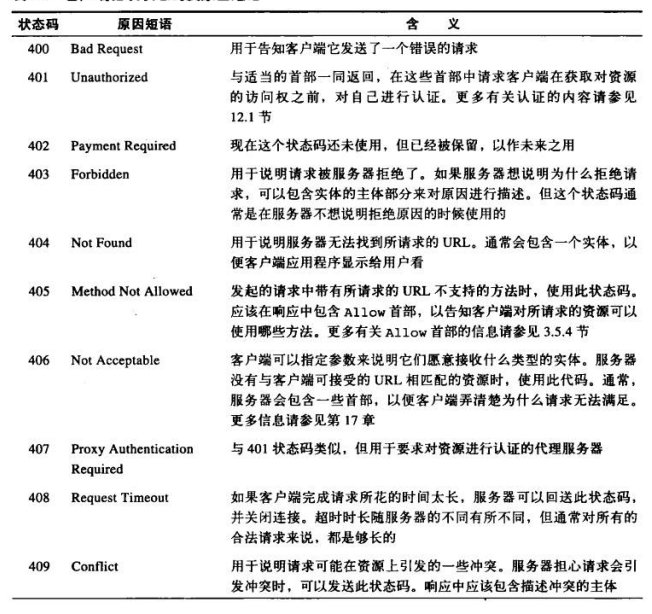 状态码 原因短语 含 义
400 Bad Request 用于告知客户端它发送了一个错误的请求
401 Unauthorized 与适当的首部一同返回，在这些首部中请求客户端在获取对资源
的访问权之前，对自己进行认证。更多有关认证的内容请参见
12.1 节
402 Payment Required 现在这个状态码还未使用，但已经被保留，以作未来之用
403 Forbidden 用于说明请求被服务器拒绝了。如果服务器想说明为什么拒绝请
求，可以包含实体的主体部分来对原因进行描述。但这个状态码通
常是在服务器不想说明拒绝原因的时候使用的
404 Not Found 用于说明服务器无法找到所请求的 URL。通常会包含一个实体，以
便客户端应用程序显示给用户看
405 Method Not Allowed 发起的请求中带有所请求的 URL 不支持的方法时，使用此状态码。
应该在响应中包含 Allow 首部，以告知客户端对所请求的资源可以
使用哪些方法。更多有关 Allow 首部的信息请参见 3.5.4 节
406 Not Acceptable 客户端可以指定参数来说明它们愿意接收什么类型的实体。服务器
没有与客户端可接受的 URL 相匹配的资源时，使用此代码。通常，
服务器会包含一些首部，以便客户端弄清楚为什么请求无法满足。
更多信息请参见第 17 章
407 Proxy Authentication 与 401 状态码类似，但用于要求对资源进行认证的代理服务器
Required
408 Request Timeout 如果客户端完成请求所花的时间太长，服务器可以回送此状态码，
并关闭连接。超时时长随服务器的不同有所不同，但通常对所有的
合法请求来说，都是够长的
409 Conflict 用于说明请求可能在资源上引发的一些冲突。服务器担心请求会引
发冲突时，可以发送此状态码。响应中应该包含描述冲突的主体